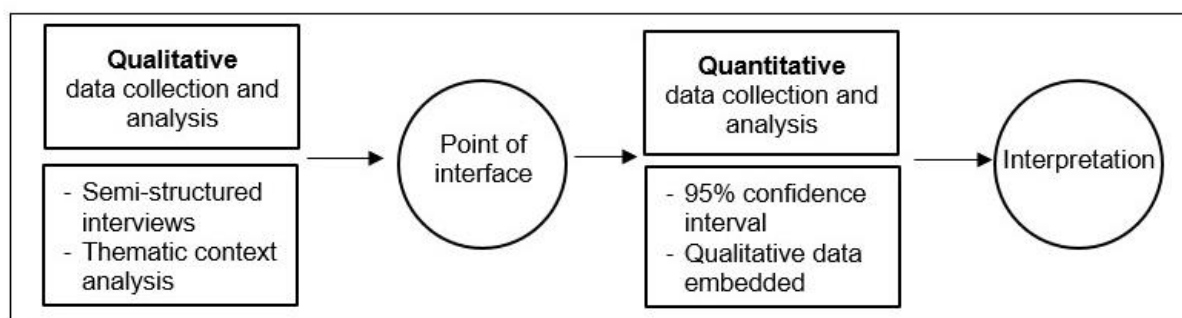 Qualitative
data collection and
analysis
- Semi-structured
interviews
- Thematic context
analysis
Point of
interface
Quantitative
data collection and
analysis
- 95% confidence
interval
- Qualitative data
embedded
Interpretation